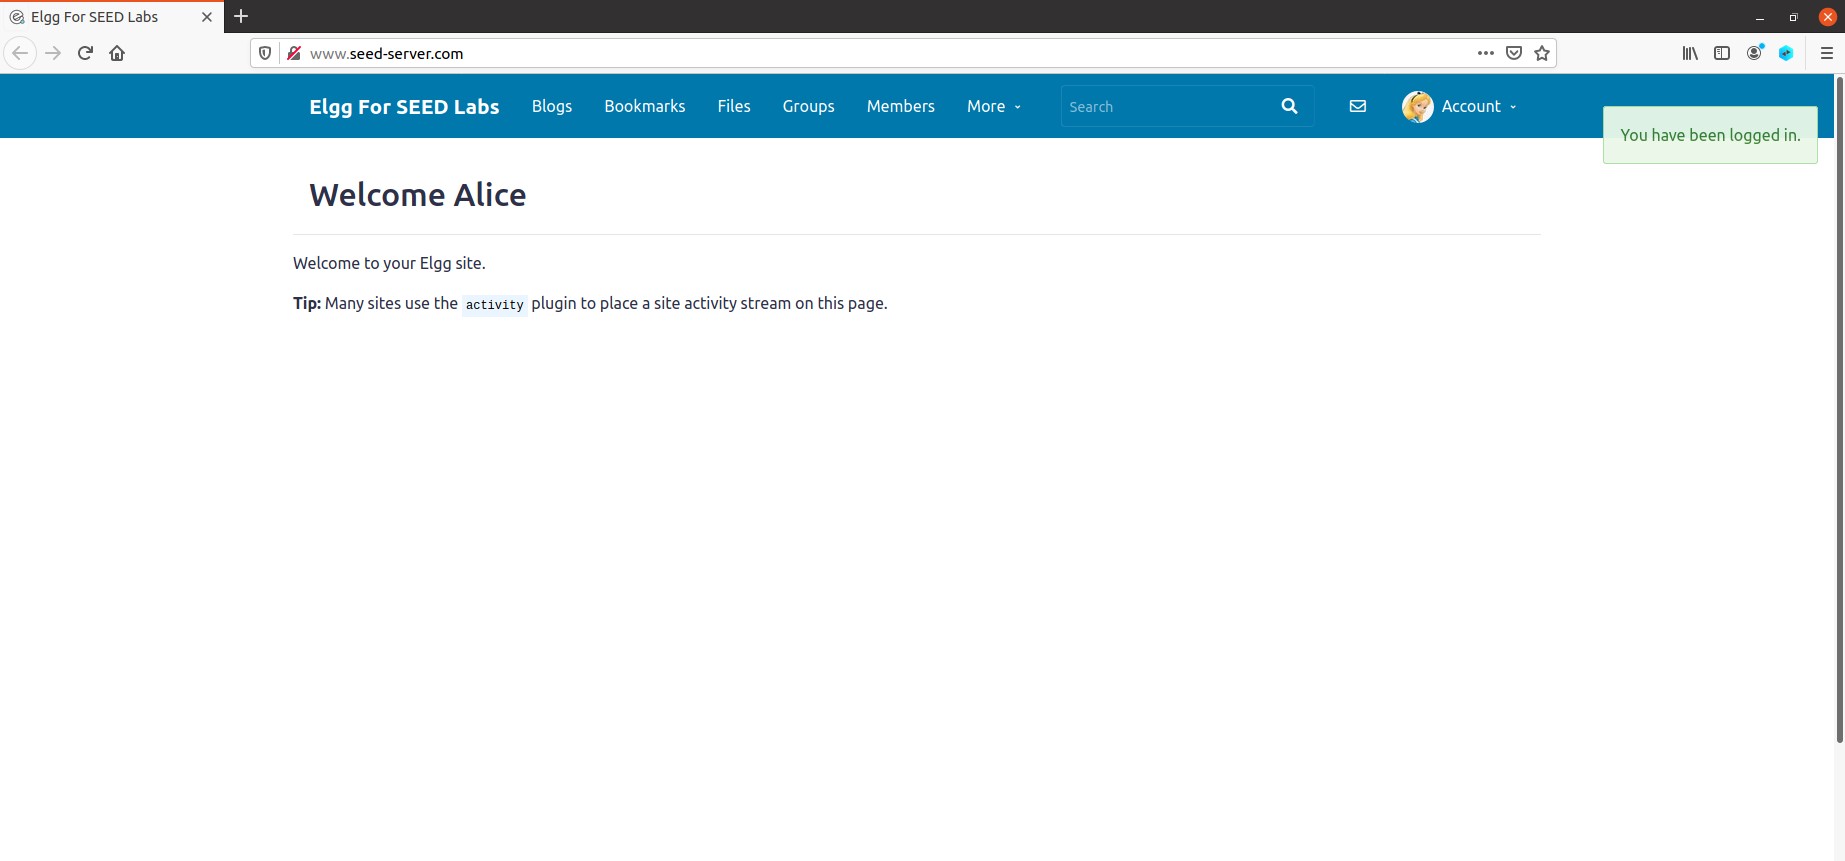 Elgg For SEED Labs
www.seed-server.com
Elgg For SEED Labs Blogs Bookmarks Files Groups Members More Search Account
You have been logged in.
Welcome Alice
Welcome to your Elgg site.
Tip: Many sites use the activity plugin to place a site activity stream on this page.